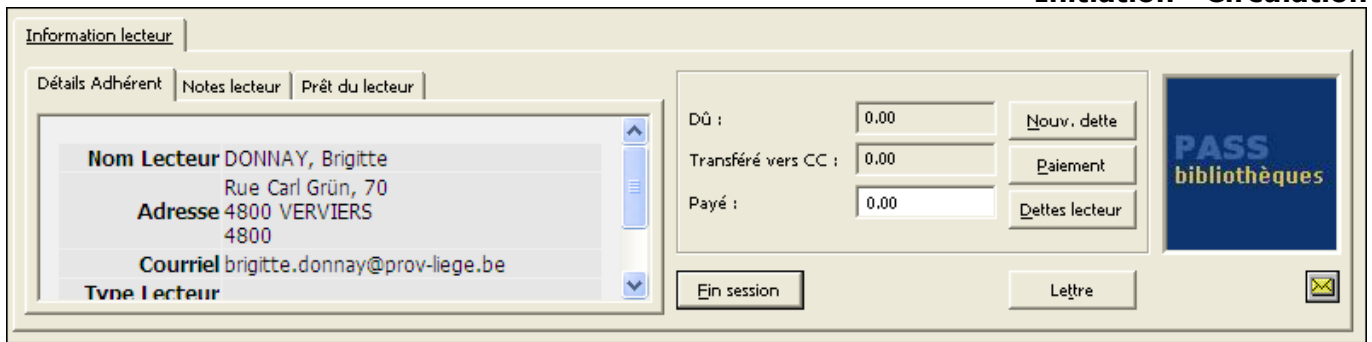 Information lecteur
Détails Adhérent Notes lecteur Prêt du lecteur
Nom Lecteur DONNAY, Brigitte
Rue Carl Grün, 70
Adresse 4800 VERVIERS
4800
Courriel brigitte.donnay@prov-liege.be
Type Lecteur
Dû : 0.00 Nouv. dette
Transféré vers CC : 0.00 Paiement
Payé : 0.00 Dettes lecteur
Fin session Lettre
PASS
bibliothèques